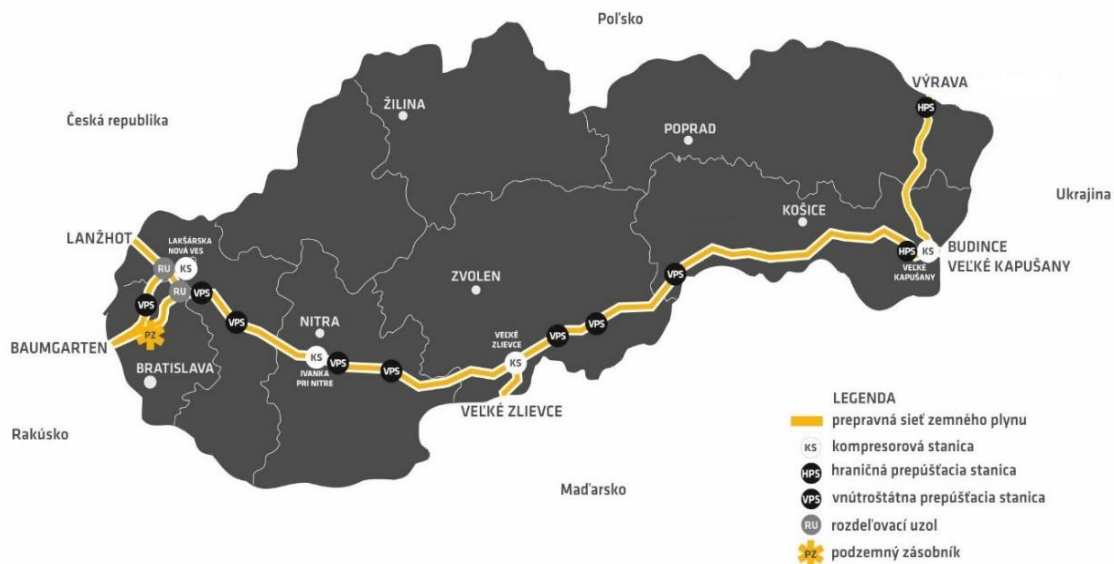 Poľsko
VÝRAVA
HPS
ŽILINA
Česká republika
POPRAD
Ukrajina
KOŠICE
LANŽHOT
LAKŠÁRSKA
NOVÁ VES
RU
KS
HPS
KS
BUDINCE
VEĽKÉ KAPUŠANY
VEĽKÉ
KAPUŠANY
ZVOLEN
VPS
RU
VPS
VPS
VPS
NITRA
BAUMGARTEN
PZ
VEĽKÉ
ZLIEVCE
VPS
VPS
KS
VPS
VPS
KS
IVANKA
PRI NITRE
BRATISLAVA
VEĽKÉ ZLIEVCE
Rakúsko
Maďarsko
LEGENDA
prepravná sieť zemného plynu
KS kompresorová stanica
HPS hraničná prepúšťacia stanica
VPS vnútroštátna prepúšťacia stanica
RU rozdeľovací uzol
PZ podzemný zásobník